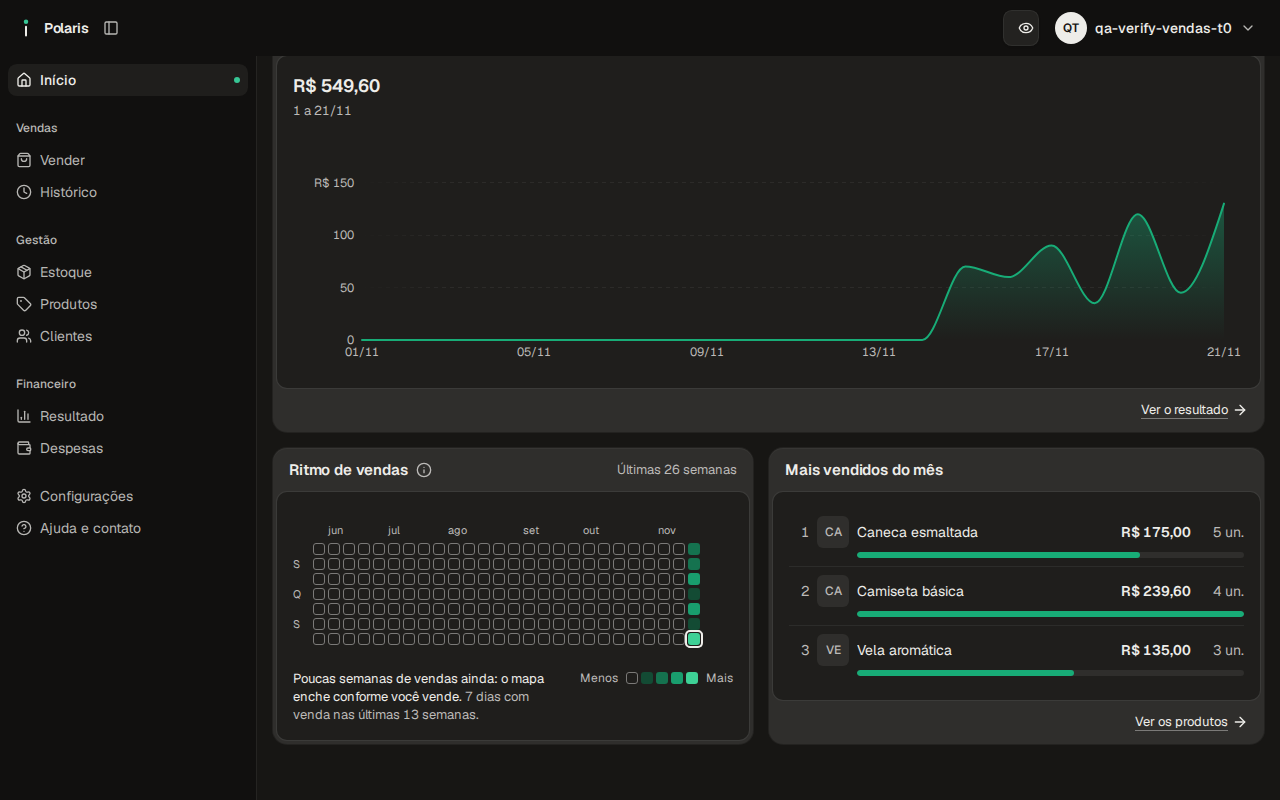 Polaris
QT qa-verify-vendas-t0
Início
Vendas
Vender
Histórico
Gestão
Estoque
Produtos
Clientes
Financeiro
Resultado
Despesas
Configurações
Ajuda e contato
R$ 549,60
1 a 21/11
R$ 150
100
50
0
01/11 05/11 09/11 13/11 17/11 21/11
Ver o resultado
Ritmo de vendas
Últimas 26 semanas
jun jul ago set out nov
S
Q
S
Poucas semanas de vendas ainda: o mapa
enche conforme você vende. 7 dias com
venda nas últimas 13 semanas.
Menos Mais
Mais vendidos do mês
1 CA Caneca esmaltada R$ 175,00 5 un.
2 CA Camiseta básica R$ 239,60 4 un.
3 VE Vela aromática R$ 135,00 3 un.
Ver os produtos